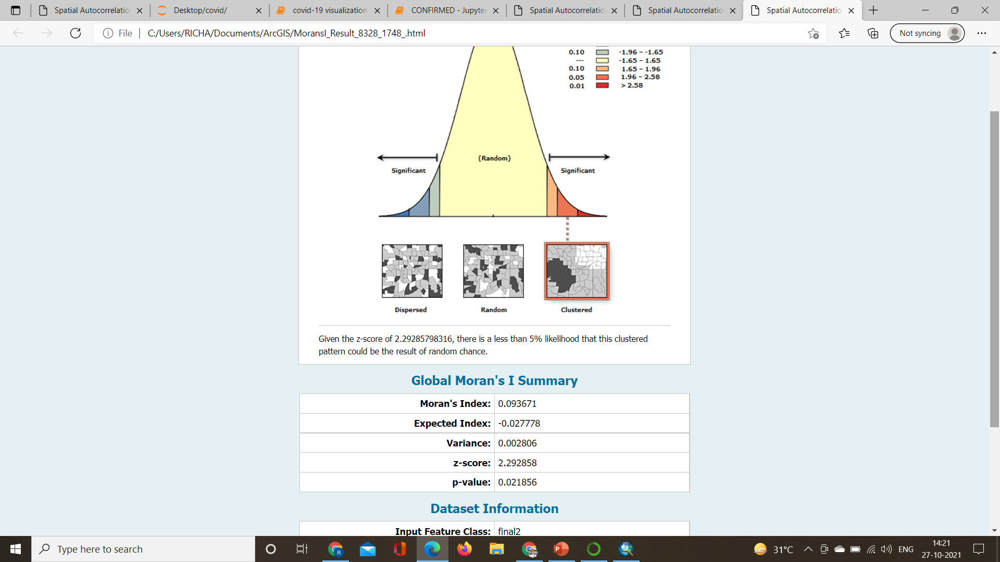 Spatial Autocorrelatio
Desktop/covid/
covid-19 visualization
CONFIRMED - Jupyter
Spatial Autocorrelatio
Spatial Autocorrelatio
Spatial Autocorrelatio
File
C:/Users/RICHA/Documents/ArcGIS/MoransI_Result_8328_1748_.html
Not syncing
0.10 -1.96 - -1.65
--- -1.65 - 1.65
0.10 1.65 - 1.96
0.05 1.96 - 2.58
0.01 > 2.58
(Random)
Significant
Significant
Dispersed
Random
Clustered
Given the z-score of 2.29285798316, there is a less than 5% likelihood that this clustered
pattern could be the result of random chance.
Global Moran's I Summary
Moran's Index: 0.093671
Expected Index: -0.027778
Variance: 0.002806
z-score: 2.292858
p-value: 0.021856
Dataset Information
Input Feature Class: final2
Type here to search
R
P
31°C
ENG
14:21
27-10-2021